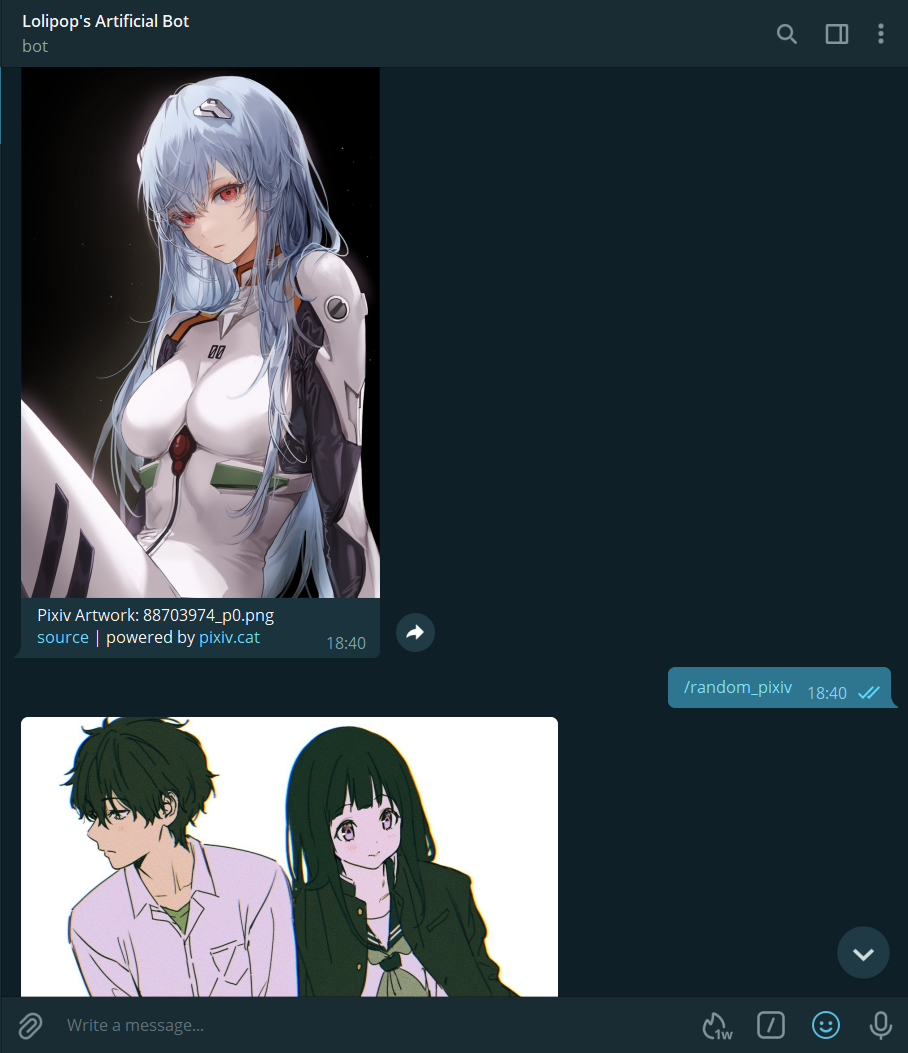 Lolipop's Artificial Bot
bot
00
Pixiv Artwork: 88703974_p0.png
source | powered by pixiv.cat
18:40
/random_pixiv 18:40
Write a message...
1w